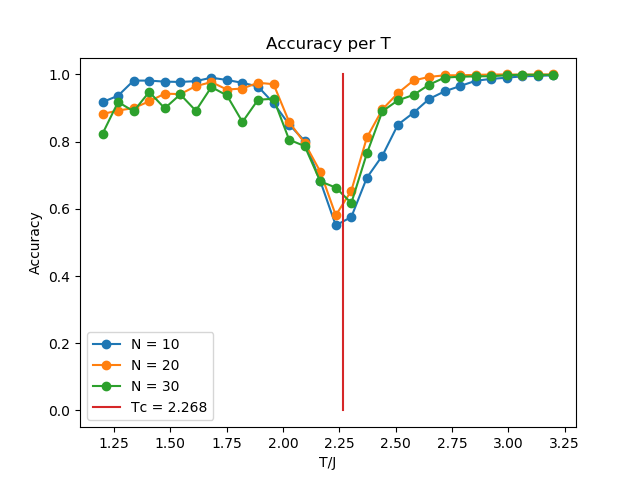 Accuracy per T
1.0
0.8
0.6
0.4
0.2
0.0
Accuracy
N = 10
N = 20
N = 30
Tc = 2.268
1.25 1.50 1.75 2.00 2.25 2.50 2.75 3.00 3.25
T/J